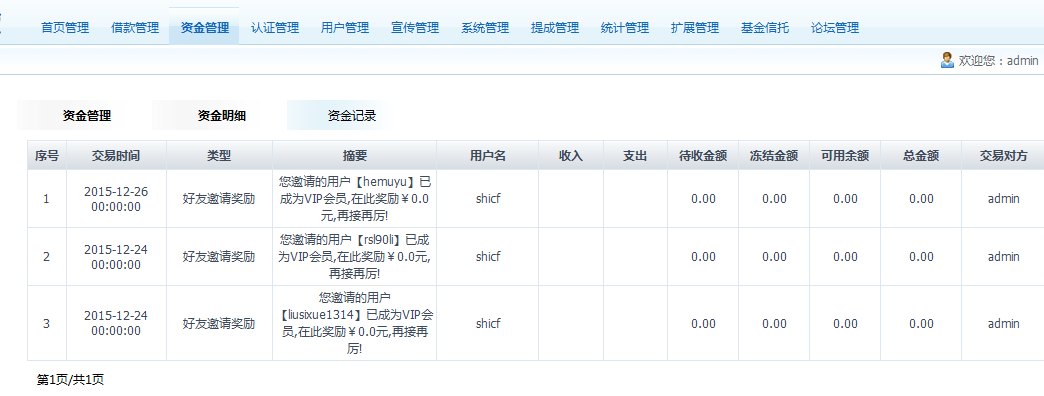 首页管理 借款管理 资金管理 认证管理 用户管理 宣传管理 系统管理 提成管理 统计管理 扩展管理 基金信托 论坛管理
欢迎您：admin
资金管理 资金明细 资金记录
序号 交易时间 类型 摘要 用户名 收入 支出 待收金额 冻结金额 可用余额 总金额 交易对方
1 2015-12-26
00:00:00 好友邀请奖励 您邀请的用户【hemuyu】已
成为VIP会员,在此奖励￥0.0
元,再接再厉! shicf 0.00 0.00 0.00 0.00 admin
2 2015-12-24
00:00:00 好友邀请奖励 您邀请的用户【rsl90li】已成
为VIP会员,在此奖励￥0.0元,
再接再厉! shicf 0.00 0.00 0.00 0.00 admin
3 2015-12-24
00:00:00 好友邀请奖励 您邀请的用户
【liusixue1314】已成为VIP会
员,在此奖励￥0.0元,再接再
厉! shicf 0.00 0.00 0.00 0.00 admin
第1页/共1页